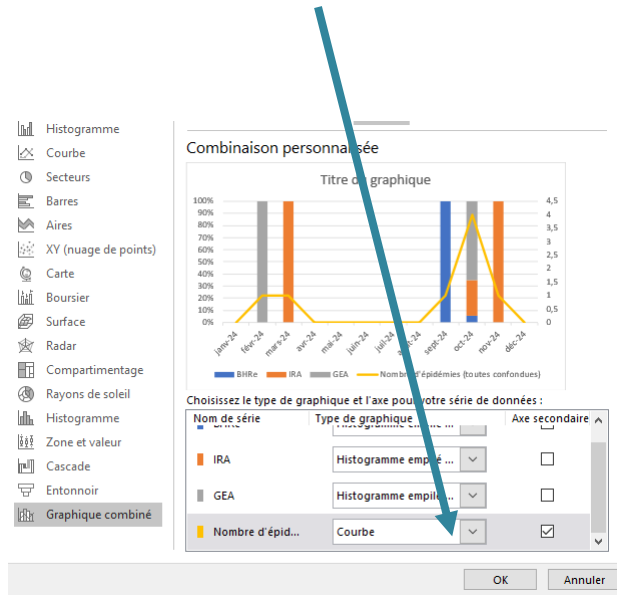 Histogramme
Courbe
Secteurs
Barres
Aires
XY (nuage de points)
Carte
Boursier
Surface
Radar
Compartimentage
Rayons de soleil
Histogramme
Zone et valeur
Cascade
Entonnoir
Graphique combiné
Combinaison personnalisée
Titre de graphique
100%
90%
80%
70%
60%
50%
40%
30%
20%
10%
0%
4,5
4
3,5
3
2,5
2
1,5
1
0,5
0
janv-24 févr-24 mars-24 avr-24 mai-24 juin-24 juil-24 août-24 sept-24 oct-24 nov-24 déc-24
BHRe IRA GEA Nombre d'épidémies (toutes confondues)
Choisissez le type de graphique et l'axe pour votre série de données :
Nom de série Type de graphique Axe secondaire
BHRe Histogramme empilé ...
IRA Histogramme empilé ...
GEA Histogramme empilé ...
Nombre d'épid... Courbe
OK Annuler